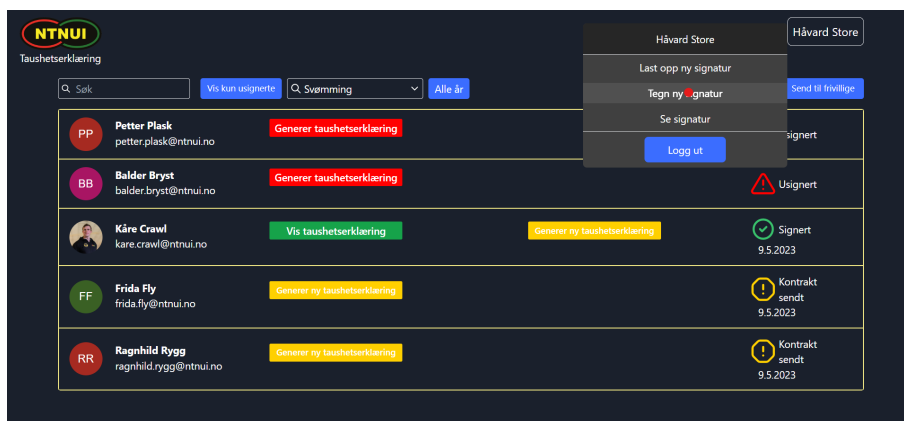 NTNUI
Taushetserklæring
Håvard Store
Håvard Store
Last opp ny signatur
Tegn ny signatur
Se signatur
Logg ut
Søk
Vis kun usignerte
Svømming
Alle år
Send til frivillige
PP
Petter Plask
petter.plask@ntnui.no
Generer taushetserklæring
signert
BB
Balder Bryst
balder.bryst@ntnui.no
Generer taushetserklæring
Usignert
Kåre Crawl
kare.crawl@ntnui.no
Vis taushetserklæring
Generer ny taushetserklæring
Signert
9.5.2023
FF
Frida Fly
frida.fly@ntnui.no
Generer ny taushetserklæring
Kontrakt
sendt
9.5.2023
RR
Ragnhild Rygg
ragnhild.rygg@ntnui.no
Generer ny taushetserklæring
Kontrakt
sendt
9.5.2023